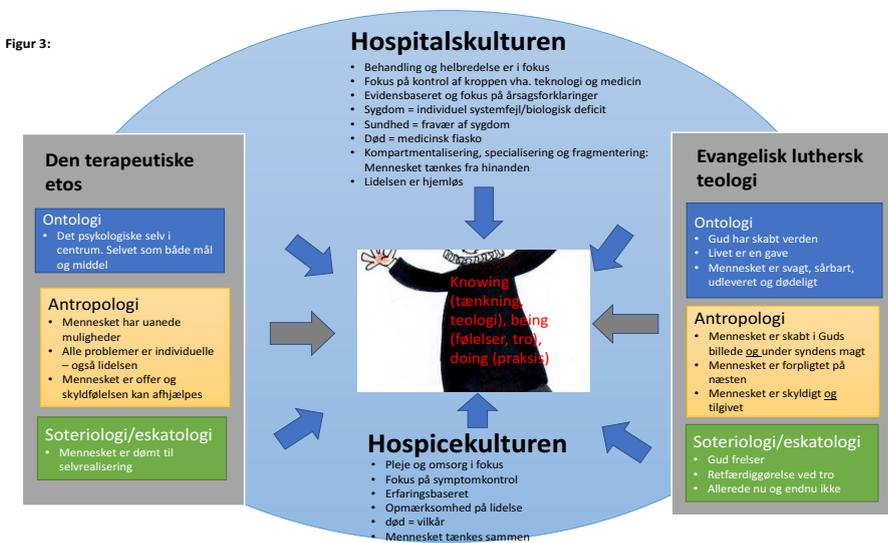 Figur 3:
Hospitalskulturen
• Behandling og helbredelse er i fokus
• Fokus på kontrol af kroppen vha. teknologi og medicin
• Evidensbaseret og fokus på årsagsforklaringer
• Sygdom = individuel systemfejl/biologisk deficit
• Sundhed = fravær af sygdom
• Død = medicinsk fiasko
• Kompartmentalisering, specialisering og fragmentering:
Mennesket tænkes fra hinanden
• Lidelsen er hjemløs
Den terapeutiske
etos
Ontologi
• Det psykologiske selv i
centrum. Selvet som både mål
og middel
Antropologi
• Mennesket har uanede
muligheder
• Alle problemer er individuelle
– også lidelsen
• Mennesket er offer og
skyldfølelsen kan afhjælpes
Soteriologi/eskatologi
• Mennesket er dømt til
selvrealisering
Knowing
(tænkning,
teologi), being
(følelser, tro),
doing (praksis)
Evangelisk luthersk
teologi
Ontologi
• Gud har skabt verden
• Livet er en gave
• Mennesket er svagt, sårbart,
udleveret og dødeligt
Antropologi
• Mennesket er skabt i Guds
billede og under syndens magt
• Mennesket er forpligtet på
næsten
• Mennesket er skyldigt og
tilgivet
Soteriologi/eskatologi
• Gud frelser
• Retfærdiggørelse ved tro
• Allerede nu og endnu ikke
Hospicekulturen
• Pleje og omsorg i fokus
• Fokus på symptomkontrol
• Erfaringsbaseret
• Opmærksomhed på lidelse
• død = vilkår
• Mennesket tænkes sammen